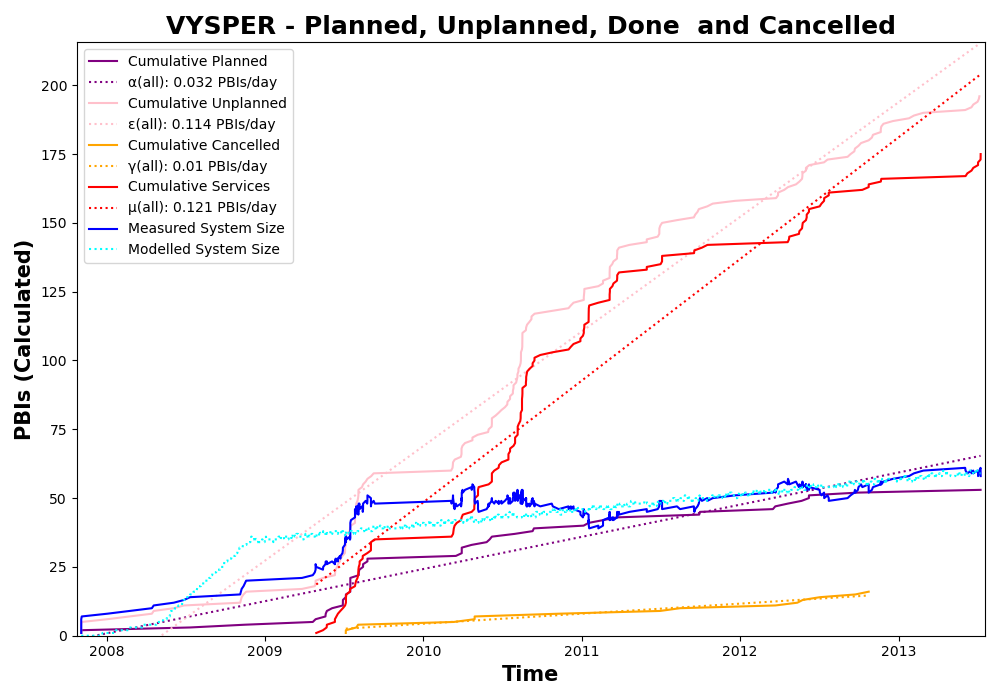 VYSPER - Planned, Unplanned, Done  and Cancelled
Cumulative Planned
α(all): 0.032 PBIs/day
Cumulative Unplanned
ε(all): 0.114 PBIs/day
Cumulative Cancelled
γ(all): 0.01 PBIs/day
Cumulative Services
μ(all): 0.121 PBIs/day
Measured System Size
Modelled System Size
PBIs (Calculated)
200
175
150
125
100
75
50
25
0
2008 2009 2010 2011 2012 2013
Time